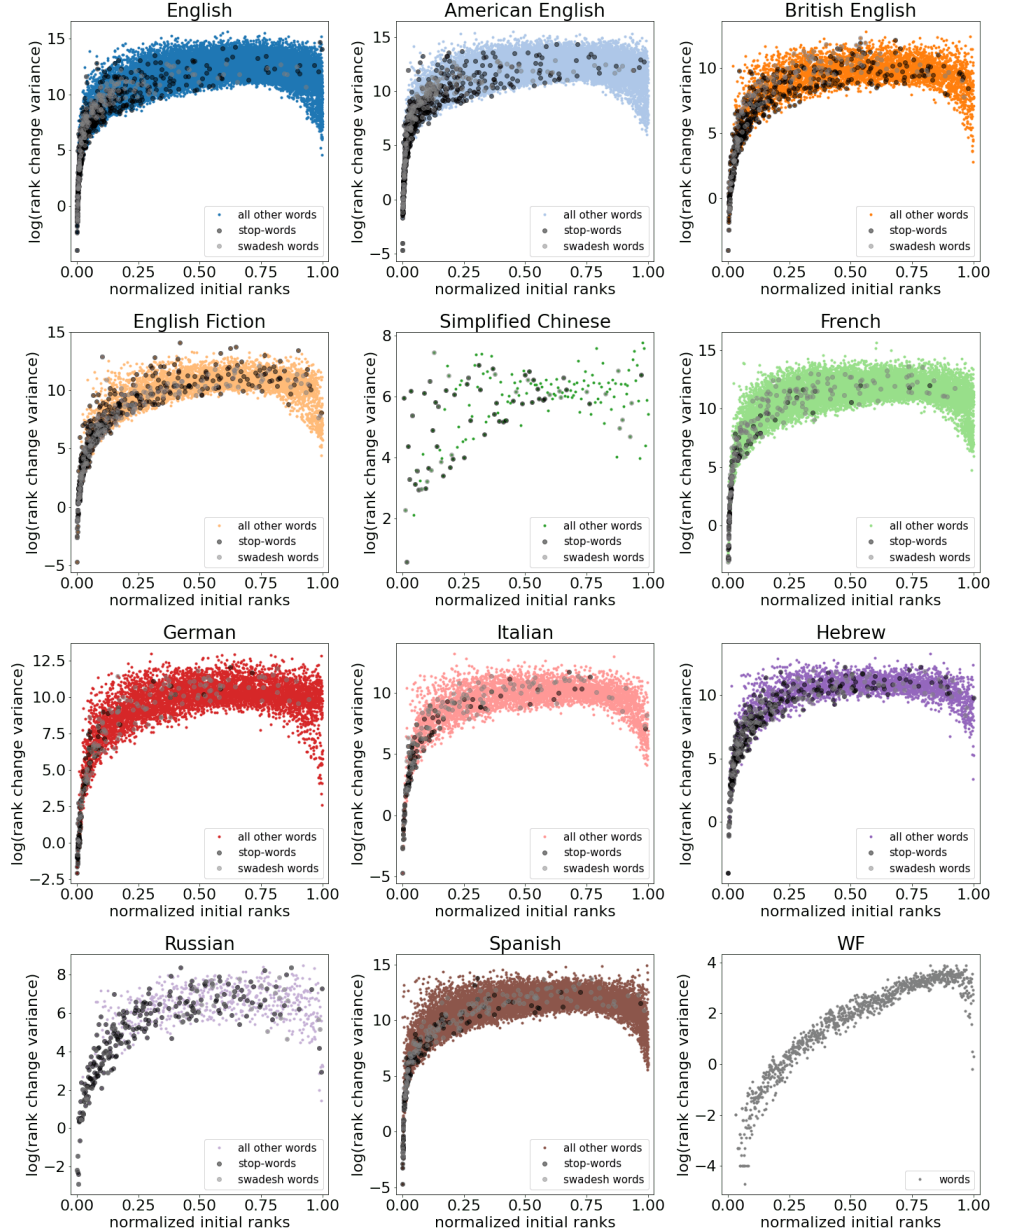 English
log(rank change variance)
15
10
5
0
all other words
stop-words
swadesh words
0.00 0.25 0.50 0.75 1.00
normalized initial ranks
American English
log(rank change variance)
15
10
5
0
−5
all other words
stop-words
swadesh words
0.00 0.25 0.50 0.75 1.00
normalized initial ranks
British English
log(rank change variance)
10
5
0
all other words
stop-words
swadesh words
0.00 0.25 0.50 0.75 1.00
normalized initial ranks
English Fiction
log(rank change variance)
15
10
5
0
−5
all other words
stop-words
swadesh words
0.00 0.25 0.50 0.75 1.00
normalized initial ranks
Simplified Chinese
log(rank change variance)
8
6
4
2
all other words
stop-words
swadesh words
0.00 0.25 0.50 0.75 1.00
normalized initial ranks
French
log(rank change variance)
15
10
5
0
all other words
stop-words
swadesh words
0.00 0.25 0.50 0.75 1.00
normalized initial ranks
German
log(rank change variance)
12.5
10.0
7.5
5.0
2.5
0.0
−2.5
all other words
stop-words
swadesh words
0.00 0.25 0.50 0.75 1.00
normalized initial ranks
Italian
log(rank change variance)
10
5
0
−5
all other words
stop-words
swadesh words
0.00 0.25 0.50 0.75 1.00
normalized initial ranks
Hebrew
log(rank change variance)
10
5
0
all other words
stop-words
swadesh words
0.00 0.25 0.50 0.75 1.00
normalized initial ranks
Russian
log(rank change variance)
8
6
4
2
0
−2
all other words
stop-words
swadesh words
0.00 0.25 0.50 0.75 1.00
normalized initial ranks
Spanish
log(rank change variance)
15
10
5
0
−5
all other words
stop-words
swadesh words
0.00 0.25 0.50 0.75 1.00
normalized initial ranks
WF
log(rank change variance)
4
2
0
−2
−4
words
0.00 0.25 0.50 0.75 1.00
normalized initial ranks